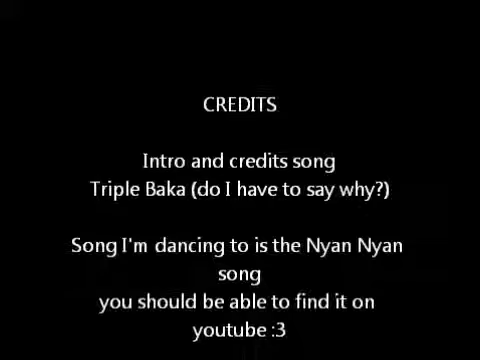 CREDITS
Intro and credits song
Triple Baka (do I have to say why?)
Song I'm dancing to is the Nyan Nyan
song
you should be able to find it on
youtube :3